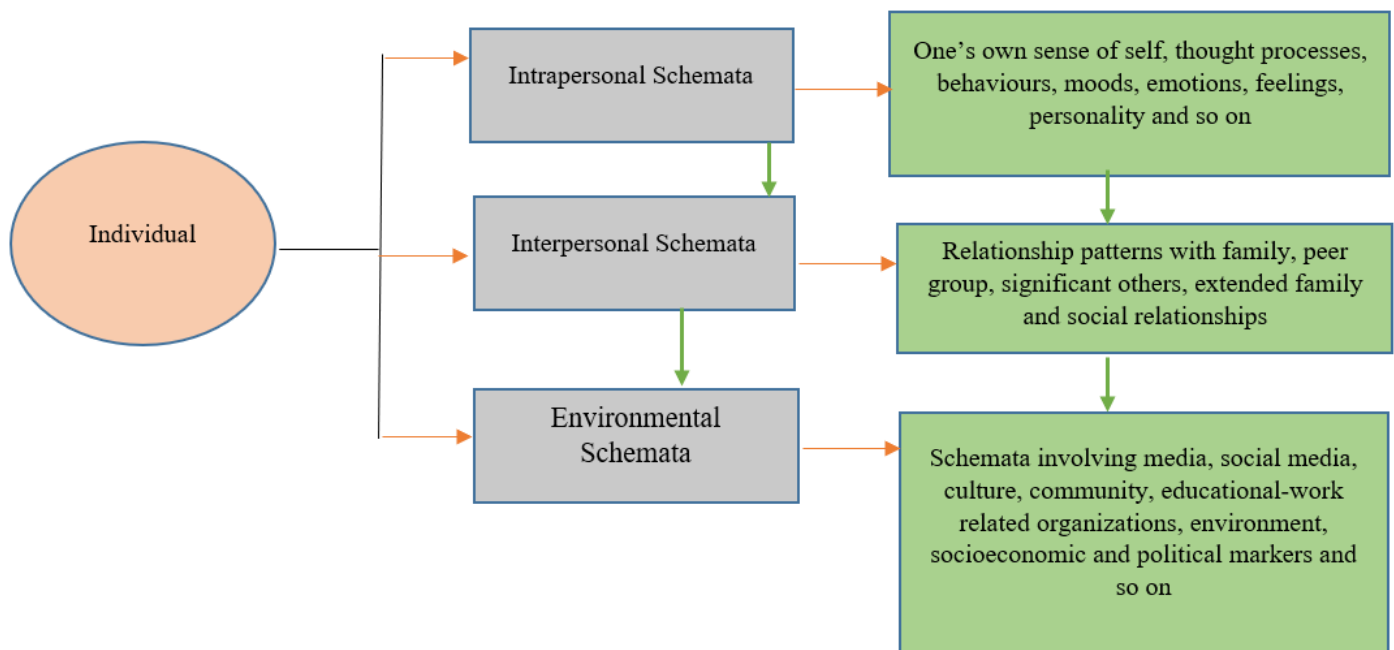 Individual
Intrapersonal Schemata
One’s own sense of self, thought processes,
behaviours, moods, emotions, feelings,
personality and so on
Interpersonal Schemata
Relationship patterns with family, peer
group, significant others, extended family
and social relationships
Environmental
Schemata
Schemata involving media, social media,
culture, community, educational-work
related organizations, environment,
socioeconomic and political markers and
so on